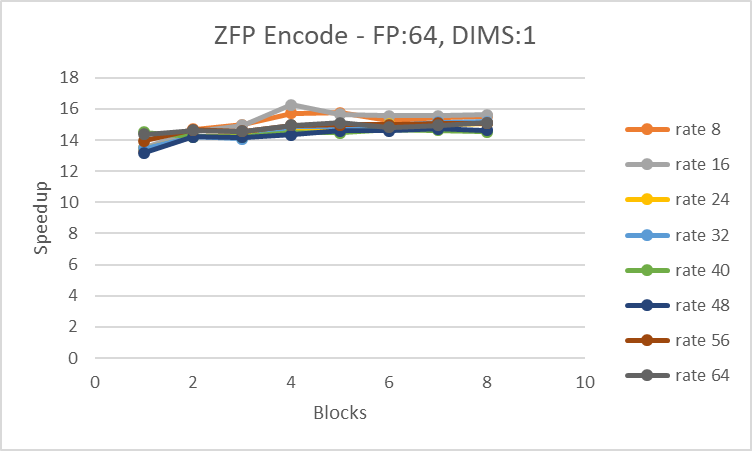 ZFP Encode - FP:64, DIMS:1
18
16
14
12
10
8
6
4
2
0
Speedup
0 2 4 6 8 10
Blocks
rate 8
rate 16
rate 24
rate 32
rate 40
rate 48
rate 56
rate 64